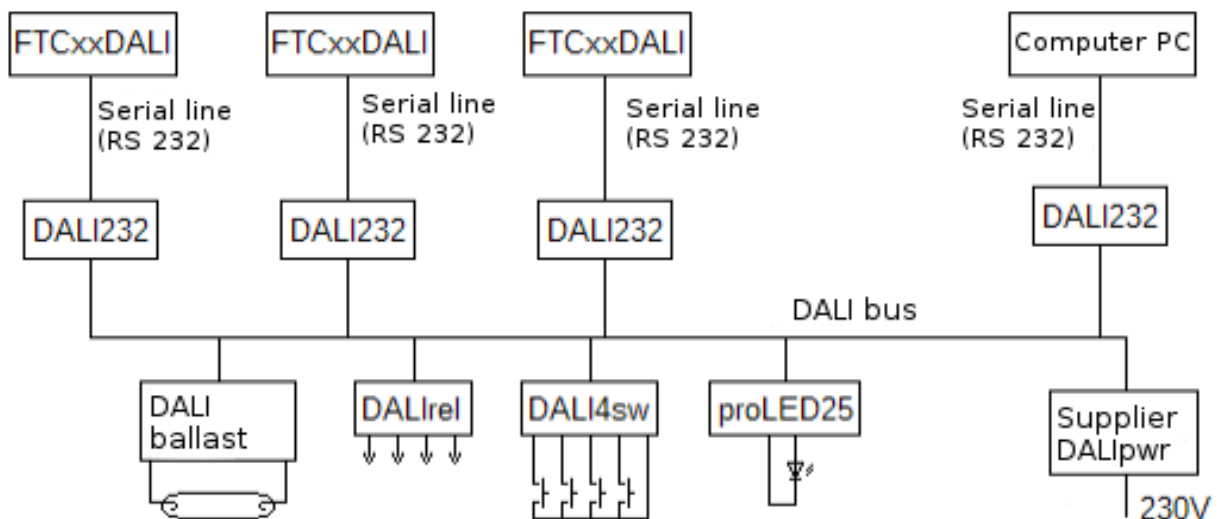 FTCxxDALI
FTCxxDALI
FTCxxDALI
Computer PC
Serial line
(RS 232)
Serial line
(RS 232)
Serial line
(RS 232)
Serial line
(RS 232)
DALI232
DALI232
DALI232
DALI232
DALI bus
DALI
ballast
DALIrel
DALI4sw
proLED25
Supplier
DALIpwr
230V